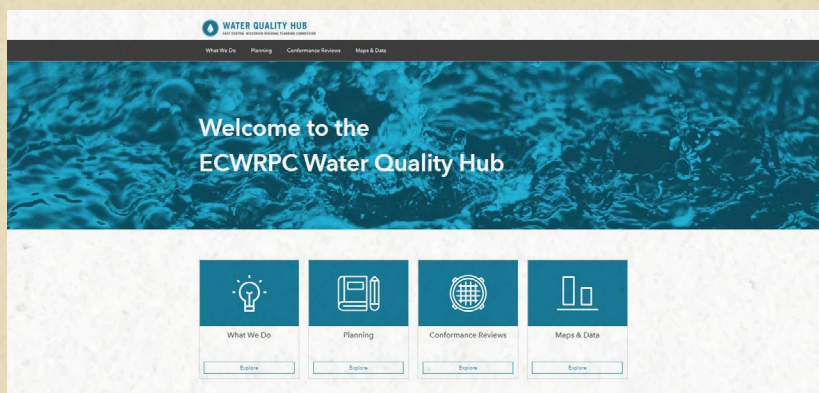 WATER QUALITY HUB
EAST CENTRAL WISCONSIN REGIONAL PLANNING COMMISSION
What We Do Planning Conformance Reviews Maps & Data
Welcome to the
ECWRPC Water Quality Hub
What We Do Planning Conformance Reviews Maps & Data
Explore Explore Explore Explore